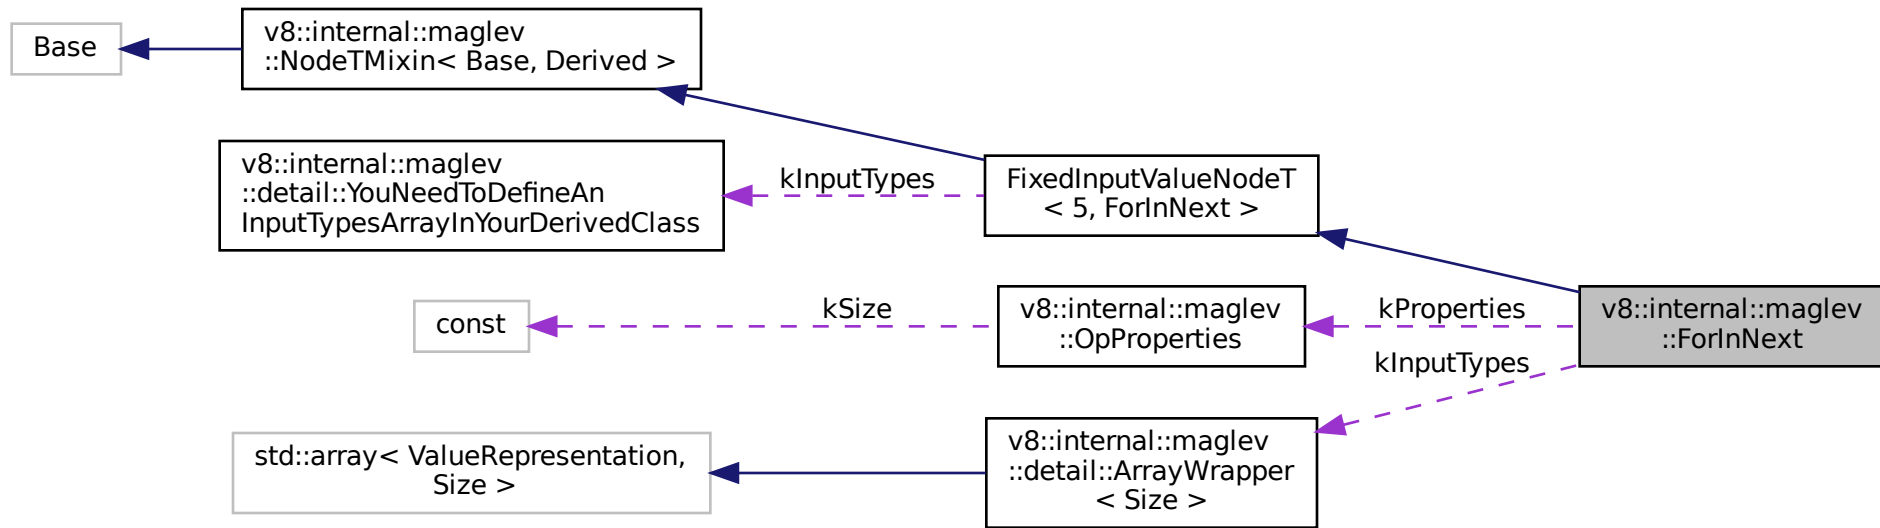 Base
v8::internal::maglev
::NodeTMixin< Base, Derived >
v8::internal::maglev
::detail::YouNeedToDefineAn
InputTypesArrayInYourDerivedClass
kInputTypes
FixedInputValueNodeT
< 5, ForInNext >
const
kSize
v8::internal::maglev
::OpProperties
kProperties
v8::internal::maglev
::ForInNext
kInputTypes
std::array< ValueRepresentation,
Size >
v8::internal::maglev
::detail::ArrayWrapper
< Size >